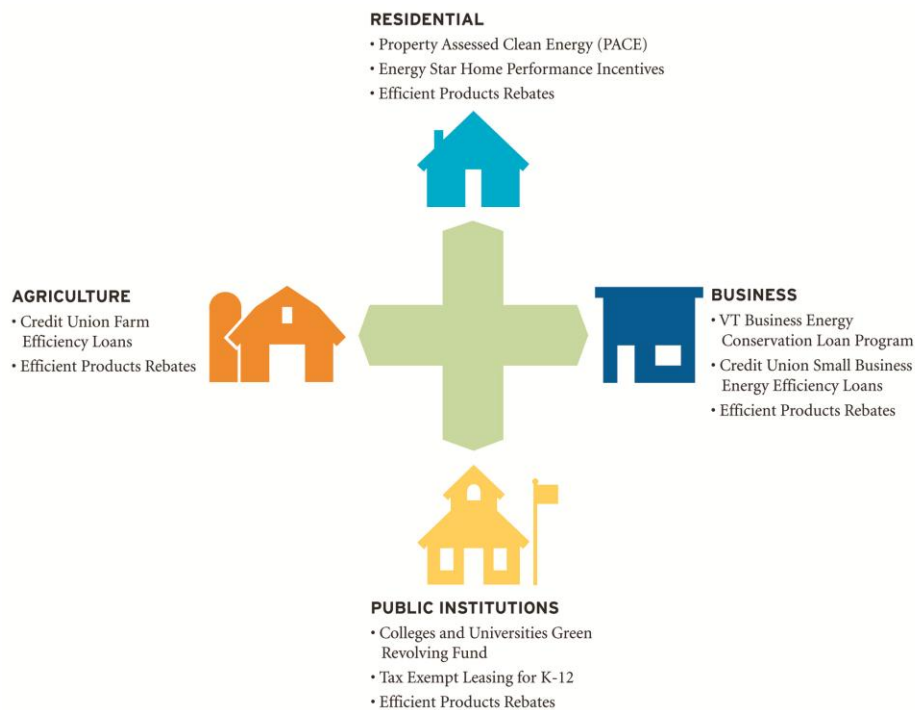 RESIDENTIAL
• Property Assessed Clean Energy (PACE)
• Energy Star Home Performance Incentives
• Efficient Products Rebates
AGRICULTURE
• Credit Union Farm
Efficiency Loans
• Efficient Products Rebates
BUSINESS
• VT Business Energy
Conservation Loan Program
• Credit Union Small Business
Energy Efficiency Loans
• Efficient Products Rebates
PUBLIC INSTITUTIONS
• Colleges and Universities Green
Revolving Fund
• Tax Exempt Leasing for K-12
• Efficient Products Rebates